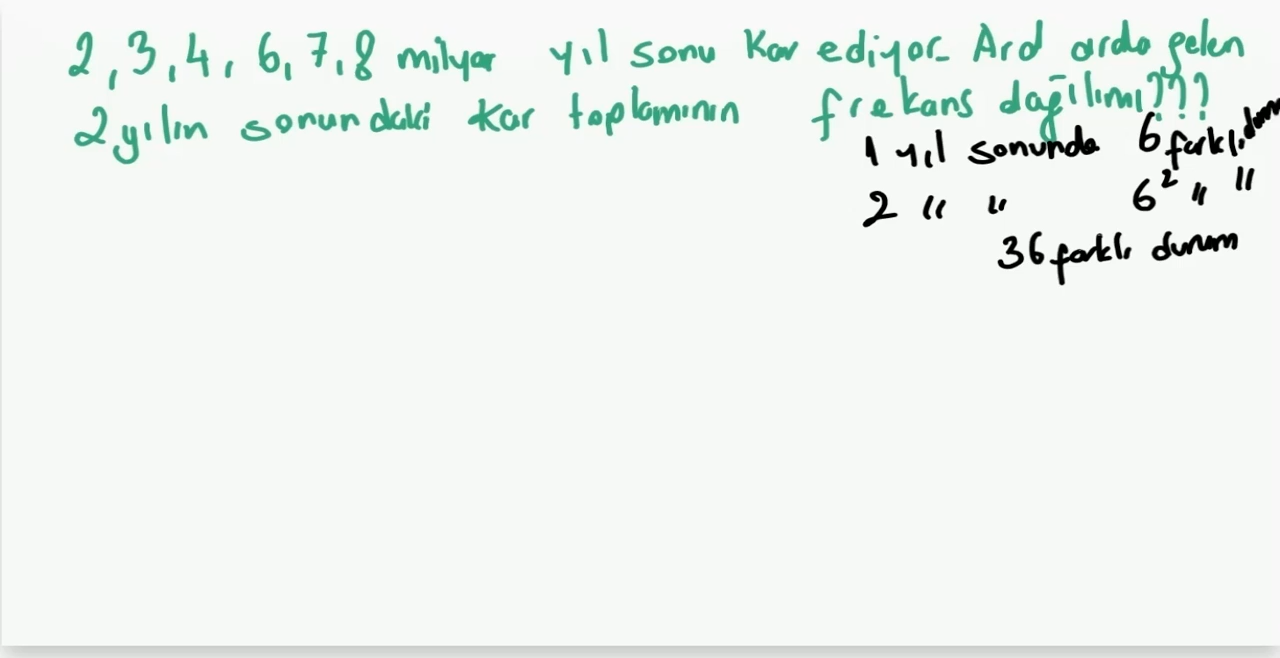 2,3,4,6,7,8 milyar yıl sonu Kar ediyor. Ard arda gelen
2 yılın sonundaki Kar toplamının frekans dağılımı???
1 yıl sonunda 6 farklı durum
2 " " 6² " "
36 farklı durum